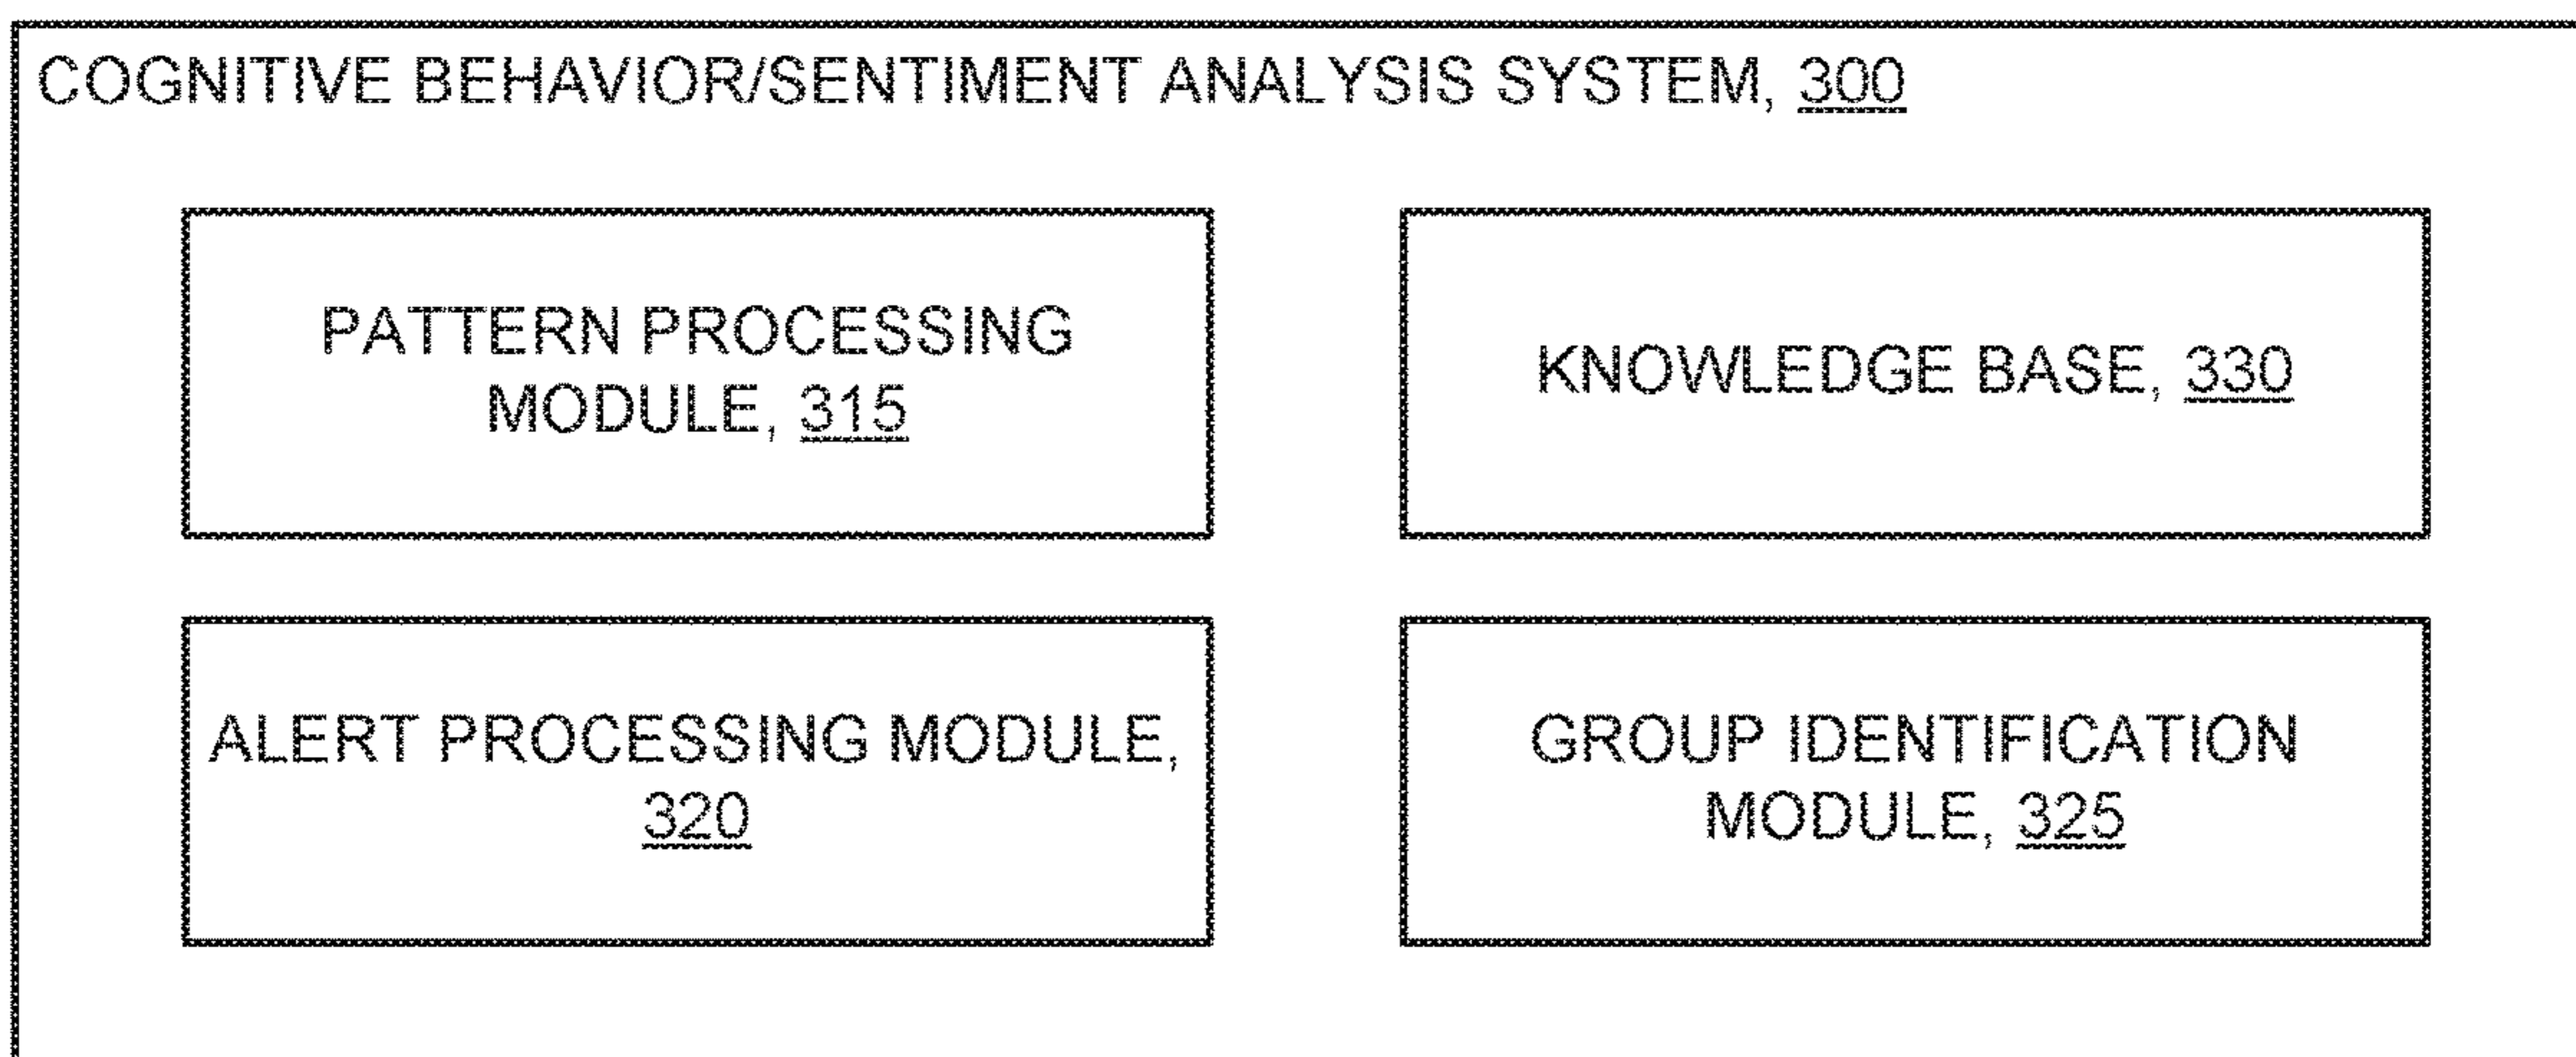 COGNITIVE BEHAVIOR/SENTIMENT ANALYSIS SYSTEM, 300
PATTERN PROCESSING
MODULE, 315
KNOWLEDGE BASE, 330
ALERT PROCESSING MODULE,
320
GROUP IDENTIFICATION
MODULE, 325